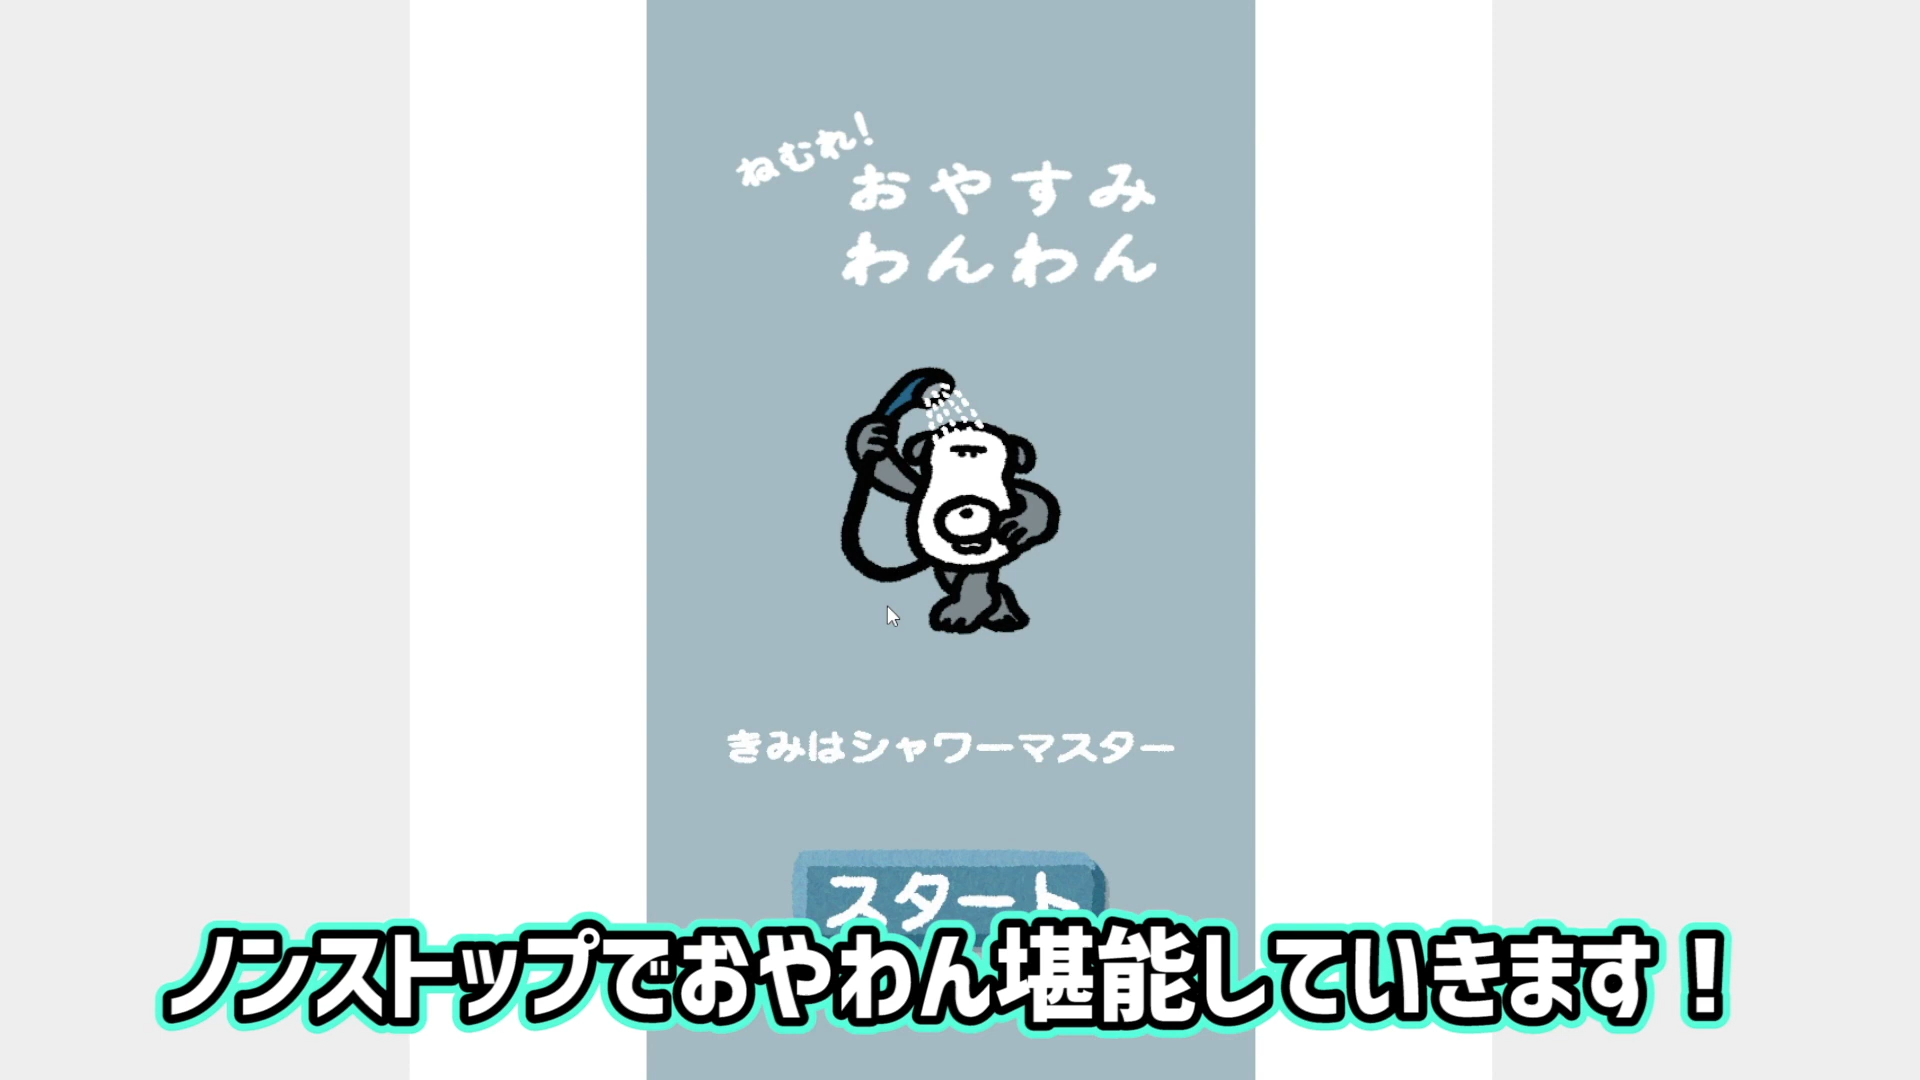 ねむれ!
おやすみ
わんわん
きみはシャワーマスター
スタート
ノンストップでおやわん堪能していきます！